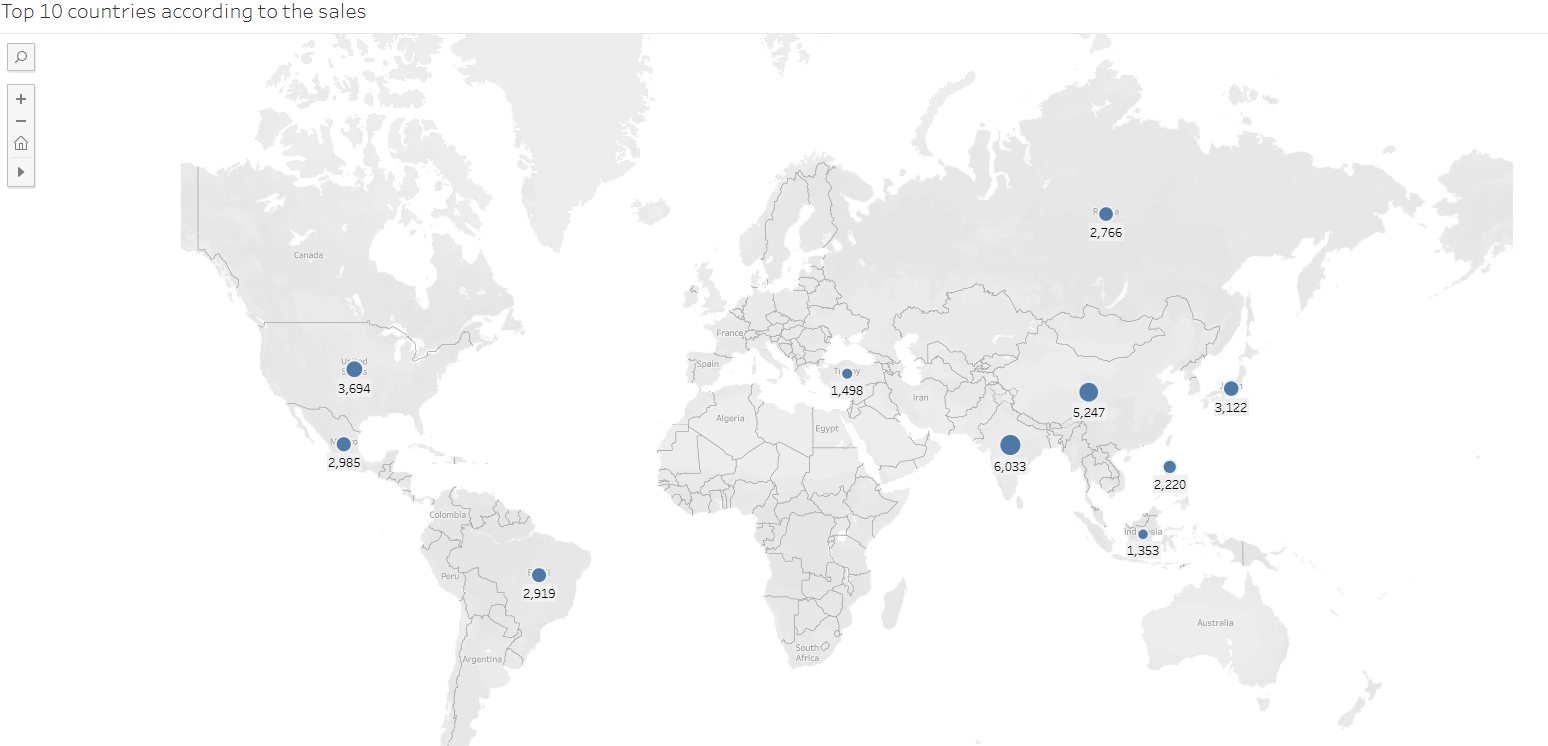 Top 10 countries according to the sales
2,766
Canada
France
Spain
3,694
1,498
Iran
5,247
3,122
Algeria
Egypt
2,985
6,033
2,220
Colombia
1,353
Peru
2,919
Australia
South
Africa
Argentina